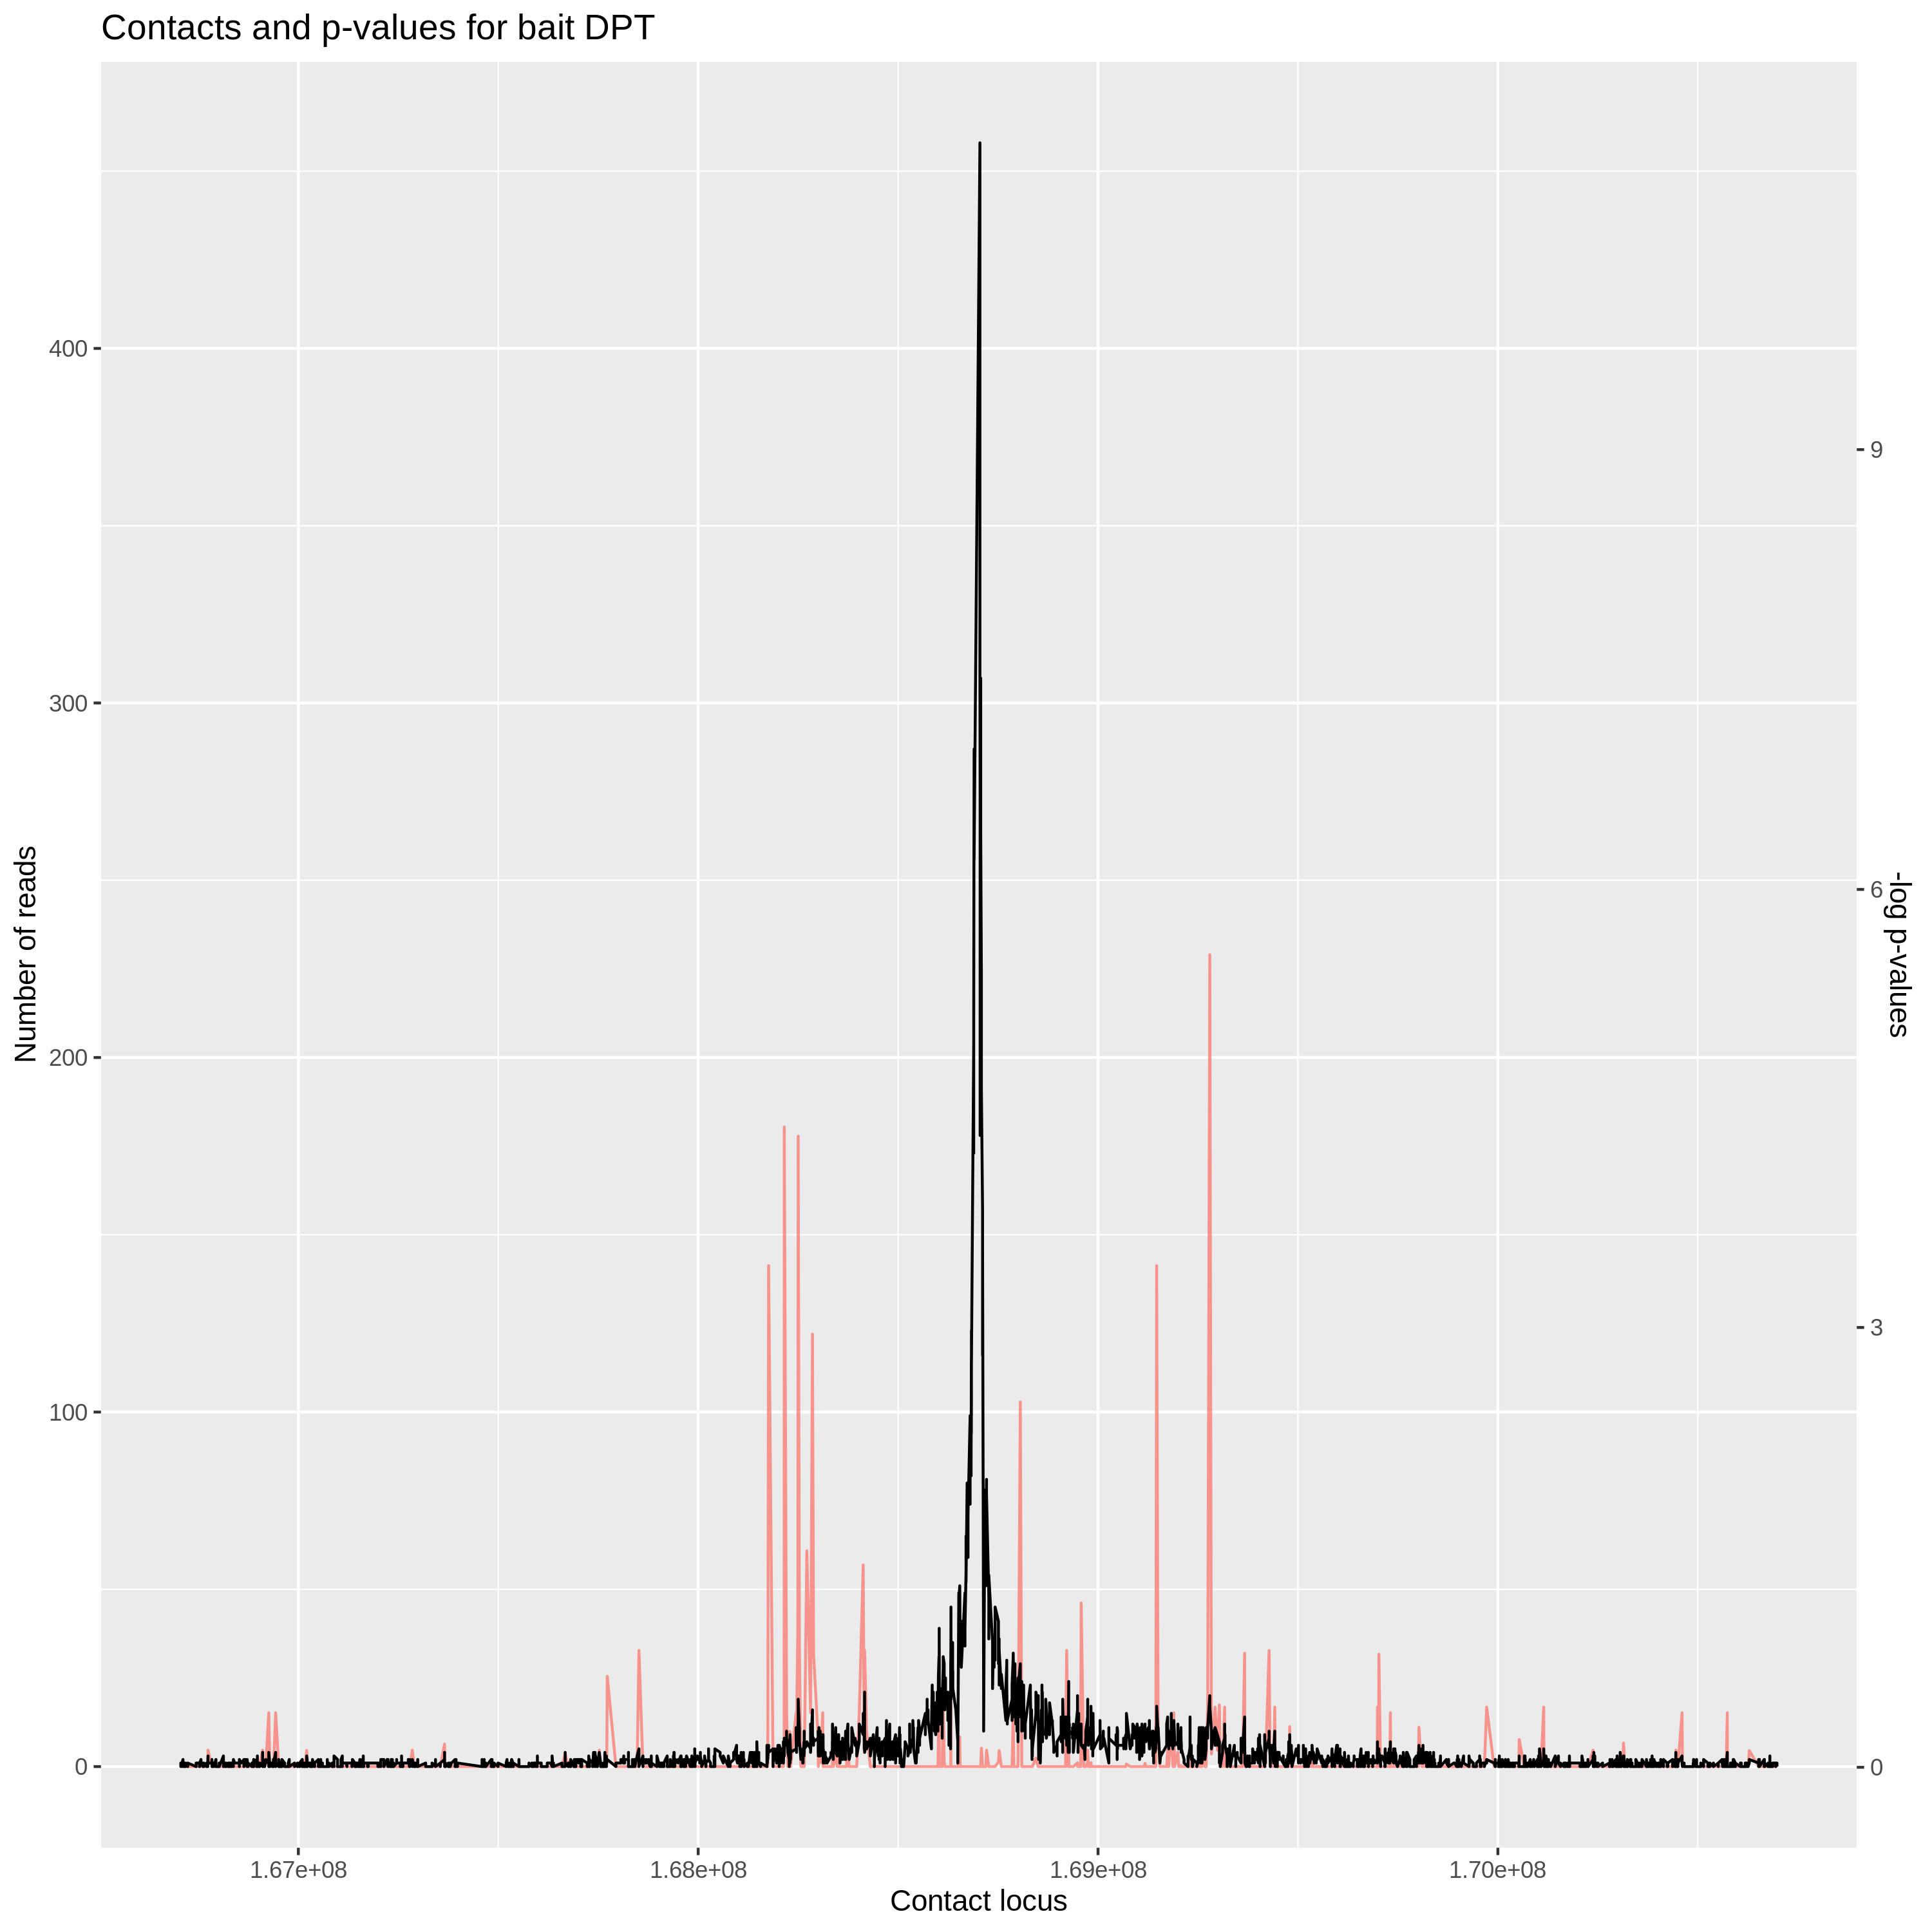 Contacts and p-values for bait DPT
Number of reads
400
300
200
100
0
9
6
3
0
-log p-values
1.67e+08 1.68e+08 1.69e+08 1.70e+08
Contact locus